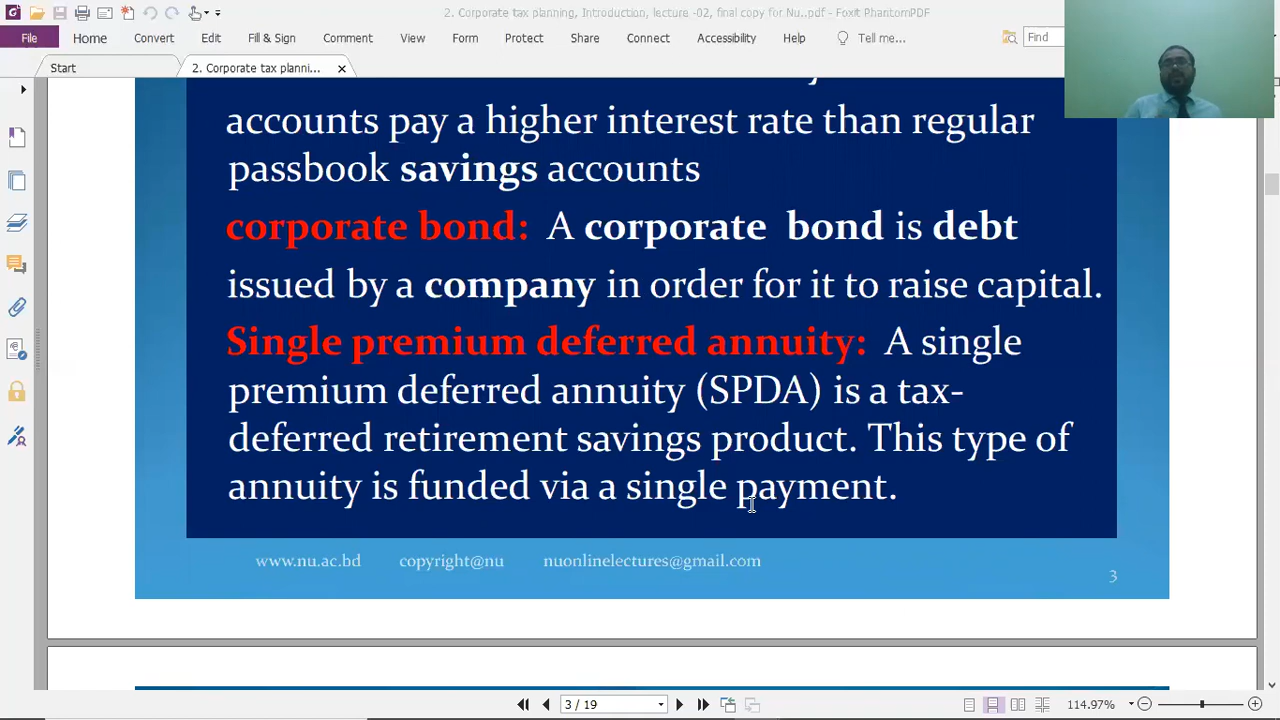 2. Corporate tax planning, Introduction, lecture -02, final copy for Nu..pdf - Foxit PhantomPDF
File Home Convert Edit Fill & Sign Comment View Form Protect Share Connect Accessibility Help Tell me... Find
Start 2. Corporate tax planni...
accounts pay a higher interest rate than regular
passbook savings accounts
corporate bond: A corporate bond is debt
issued by a company in order for it to raise capital.
Single premium deferred annuity: A single
premium deferred annuity (SPDA) is a tax-
deferred retirement savings product. This type of
annuity is funded via a single payment.
www.nu.ac.bd copyright@nu nuonlinelectures@gmail.com
3
3 / 19 114.97%